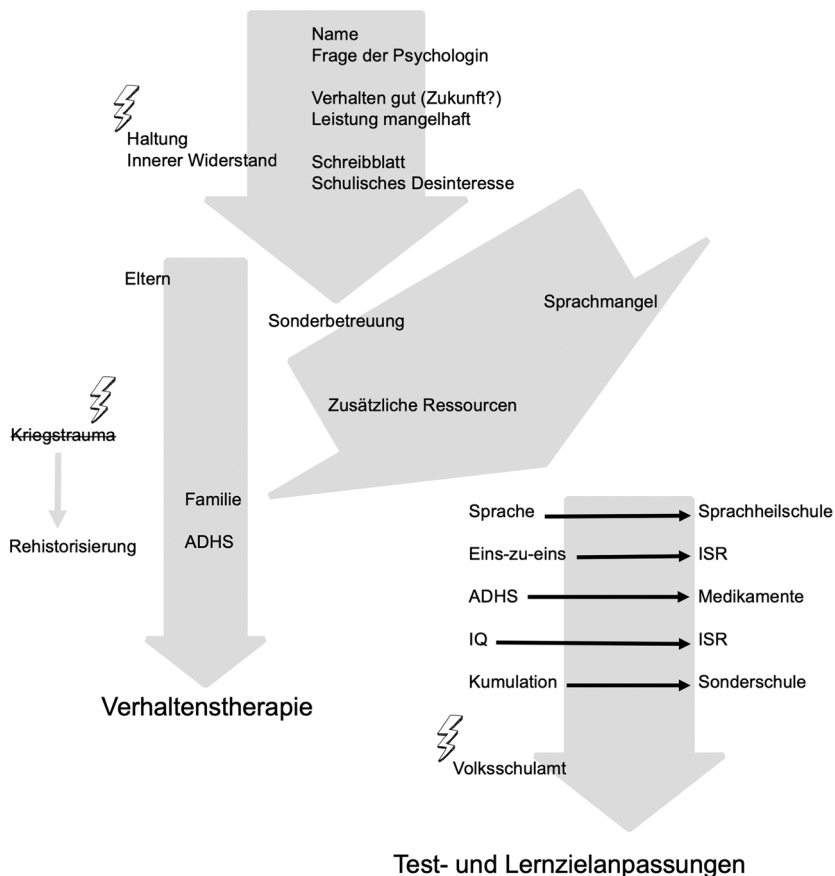 Name
Frage der Psychologin
Verhalten gut (Zukunft?)
Leistung mangelhaft
Haltung
Innerer Widerstand
Schreibblatt
Schulisches Desinteresse
Eltern
Sonderbetreuung
Sprachmangel
Zusätzliche Ressourcen
Kriegstrauma
Rehistorisierung
Familie
ADHS
Verhaltenstherapie
Sprache
Sprachheilschule
Eins-zu-eins
ISR
ADHS
Medikamente
IQ
ISR
Kumulation
Sonderschule
Volksschulamt
Test- und Lernzielanpassungen